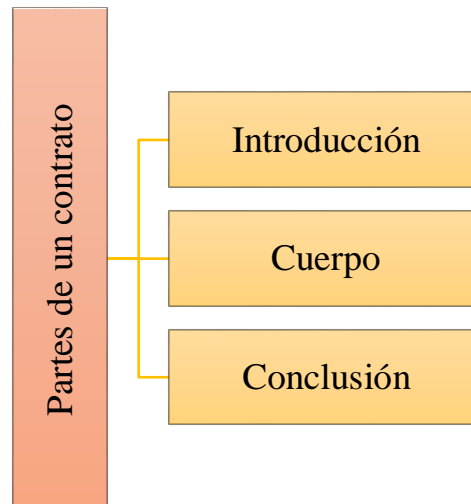 Partes de un contrato
Introducción
Cuerpo
Conclusión